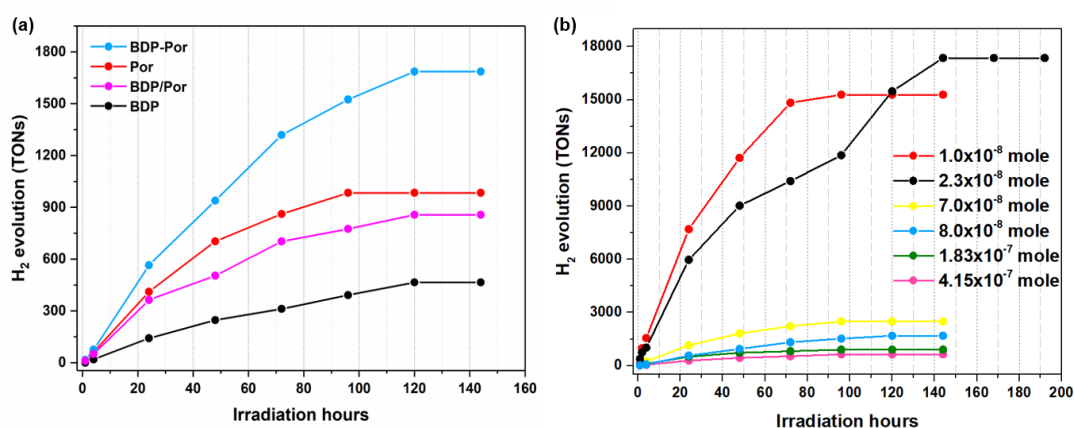 (a)
1800
1500
1200
900
600
300
0
H₂ evolution (TONs)
BDP-Por
Por
BDP/Por
BDP
0 20 40 60 80 100 120 140 160
Irradiation hours
(b)
18000
15000
12000
9000
6000
3000
0
H₂ evolution (TONs)
1.0x10⁻⁸ mole
2.3x10⁻⁸ mole
7.0x10⁻⁸ mole
8.0x10⁻⁸ mole
1.83x10⁻⁷ mole
4.15x10⁻⁷ mole
0 20 40 60 80 100 120 140 160 180 200
Irradiation hours